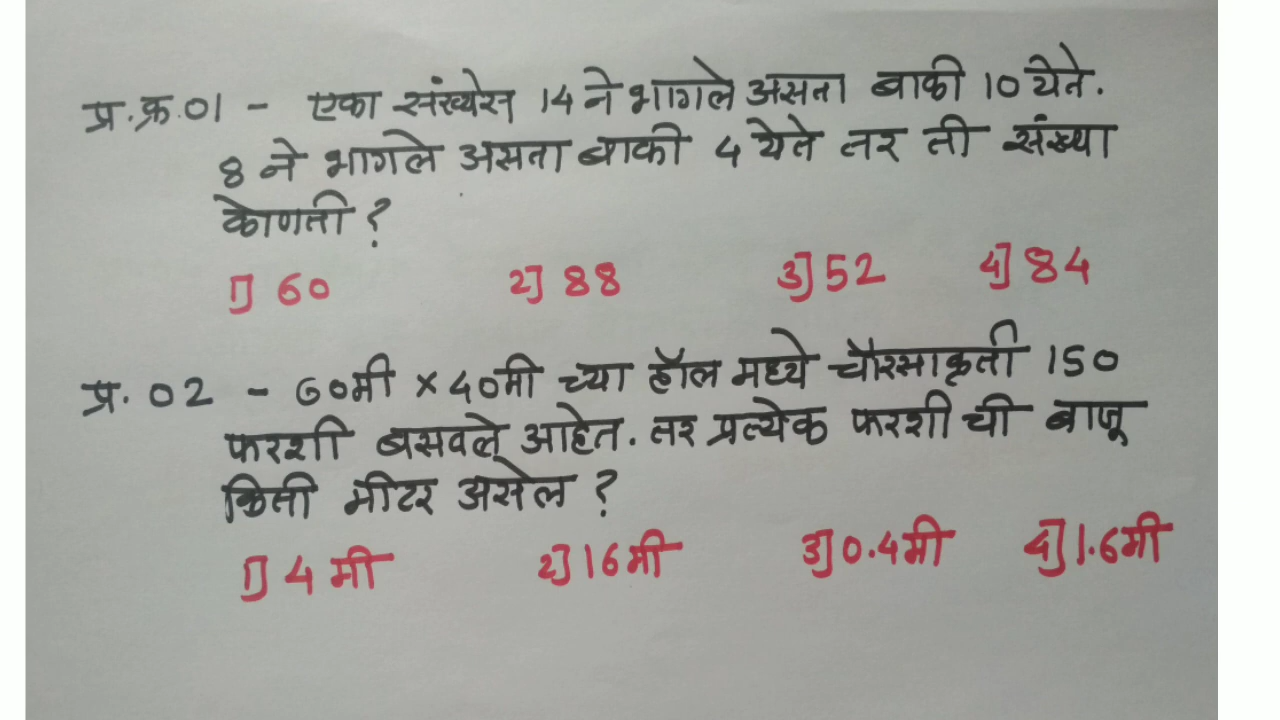 प्र.क्र.01 - एका संख्येस 14 ने भागले असता बाकी 10 येते.
8 ने भागले असता बाकी 4 येते तर ती संख्या
कोणती?
1] 60 2] 88 3] 52 4] 84
प्र. 02 - 60मी × 40मी च्या हॉल मध्ये चौरसाकृती 150
फरशी बसवले आहेत. तर प्रत्येक फरशी ची बाजू
किती मीटर असेल ?
1] 4 मी 2] 16 मी 3] 0.4मी 4] 1.6मी